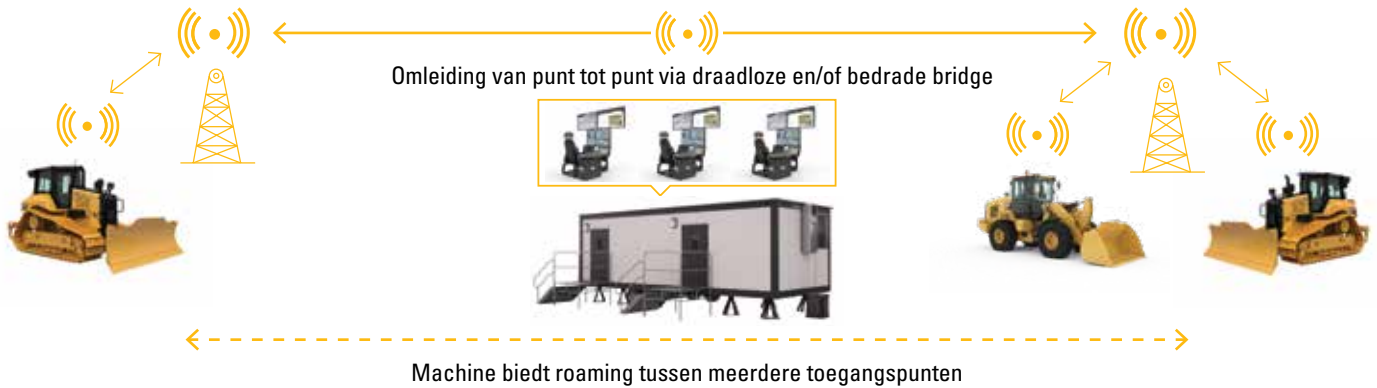 Omleiding van punt tot punt via draadloze en/of bedrade bridge
Machine biedt roaming tussen meerdere toegangspunten